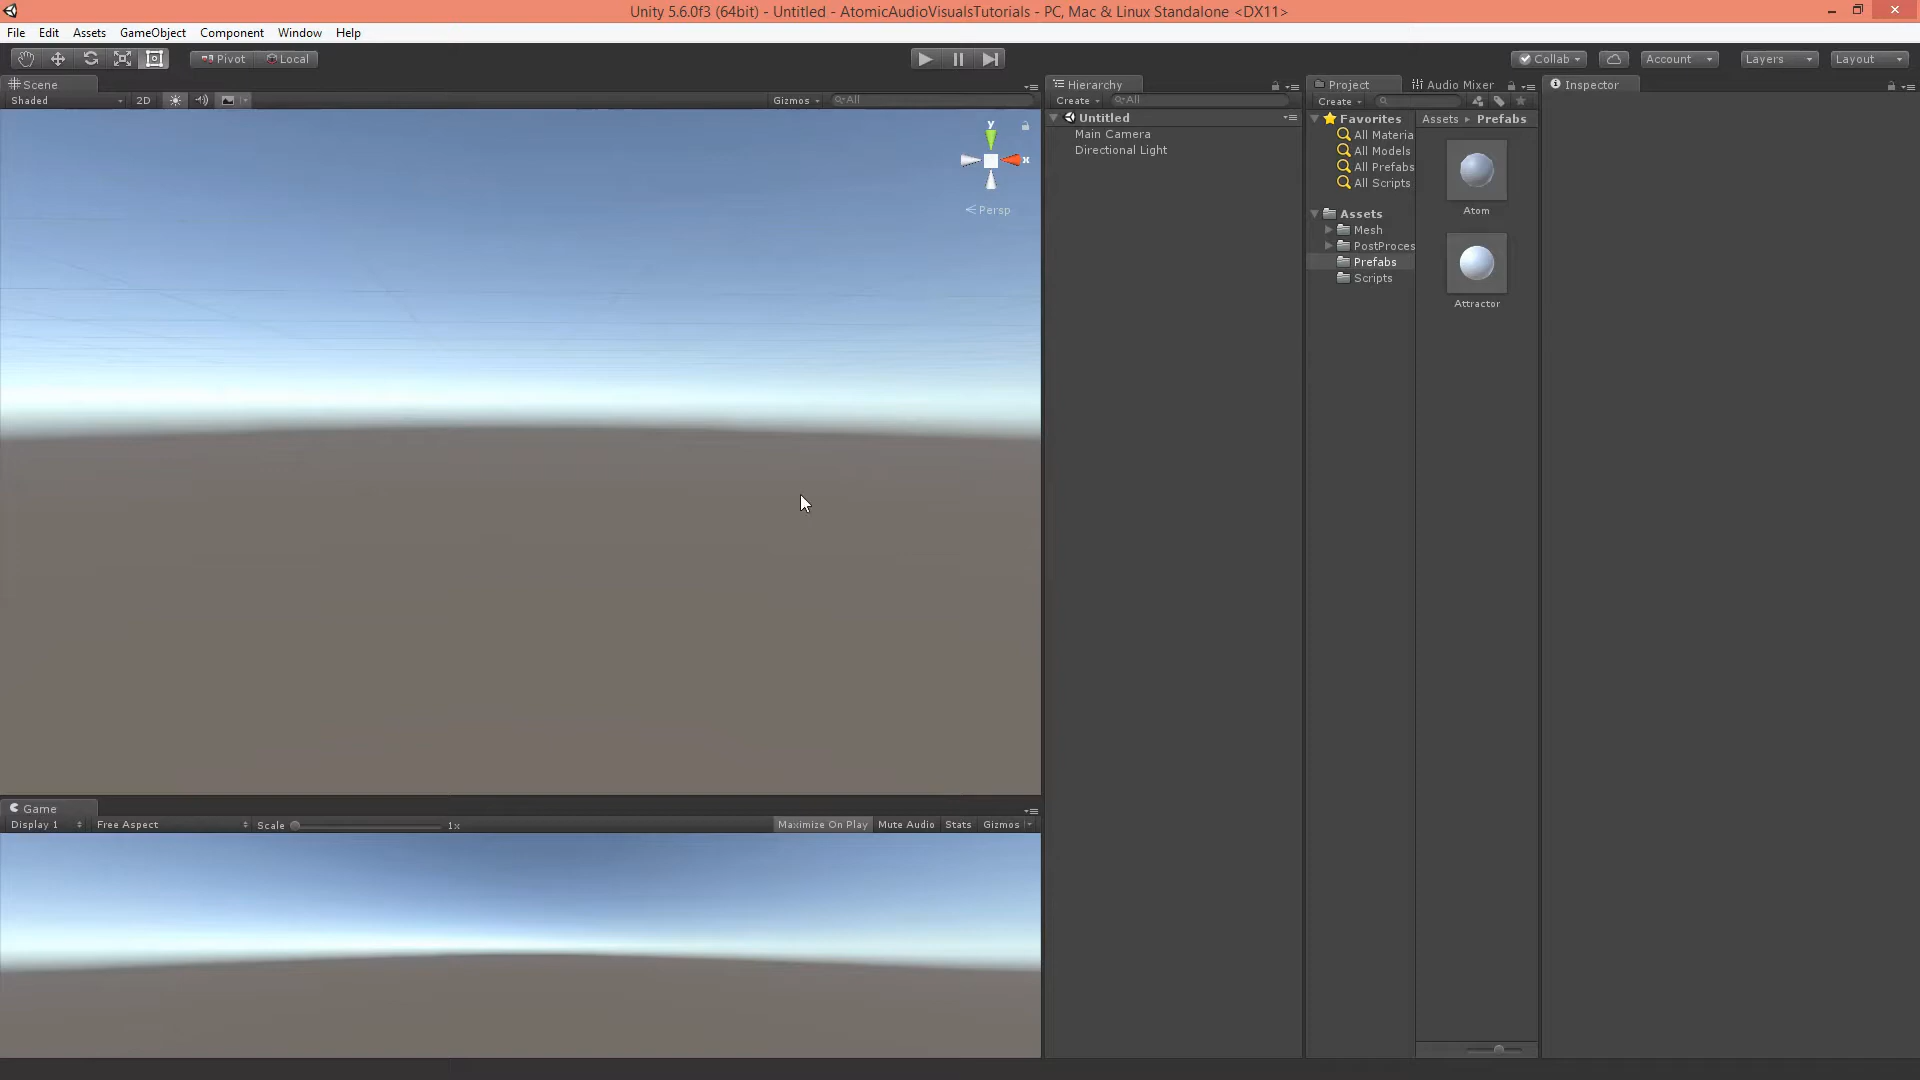 Unity 5.6.0f3 (64bit) - Untitled - AtomicAudioVisualsTutorials - PC, Mac & Linux Standalone <DX11>
File Edit Assets GameObject Component Window Help
Pivot Local Collab Account Layers Layout
Scene
Shaded 2D Gizmos All
y
x
Persp
Hierarchy
Create All
Untitled
Main Camera
Directional Light
Project Audio Mixer
Create
Favorites
All Materia
All Models
All Prefabs
All Scripts
Assets
Mesh
PostProces
Prefabs
Scripts
Assets Prefabs
Atom
Attractor
Inspector
Game
Display 1 Free Aspect Scale 1x Maximize On Play Mute Audio Stats Gizmos